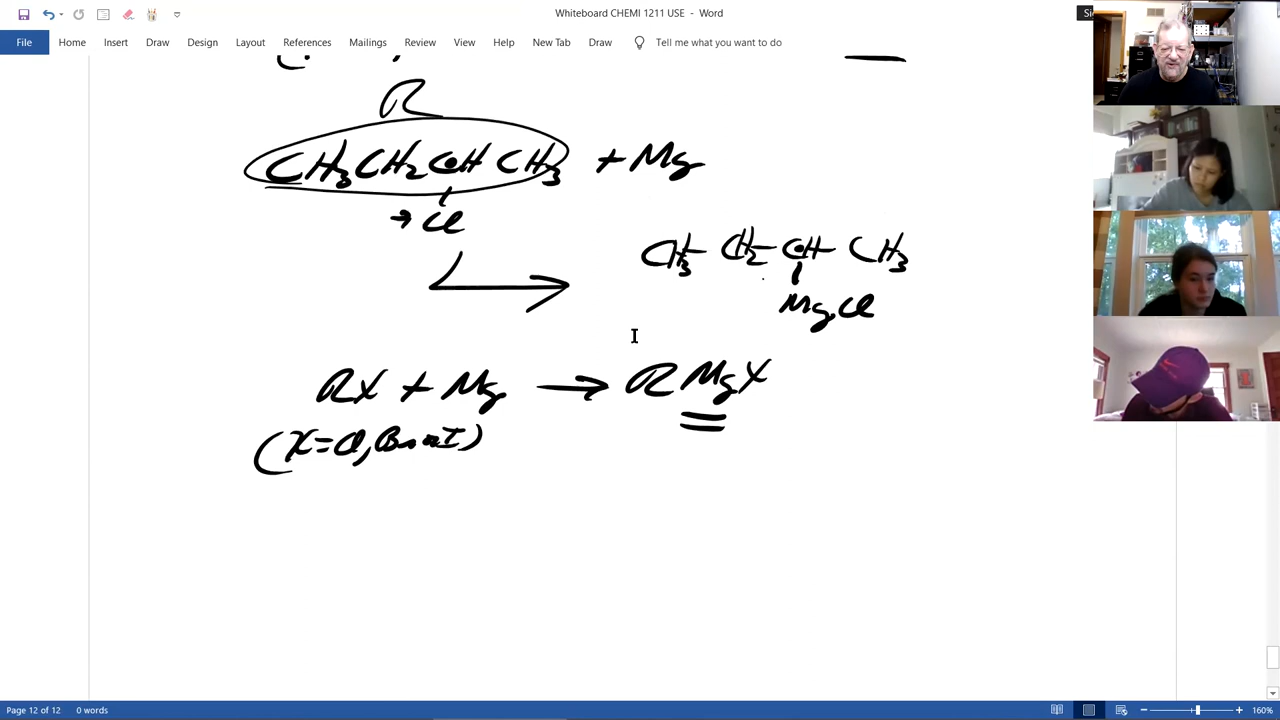 Whiteboard CHEMI 1211 USE - Word
File Home Insert Draw Design Layout References Mailings Review View Help New Tab Draw Tell me what you want to do
R
CH3CH2CHCH3 + Mg
→ Cl
CH3-CH2-CH-CH3
MgCl
RX + Mg → RMgX
(X=Cl, Br or I)
Page 12 of 12 0 words 160%